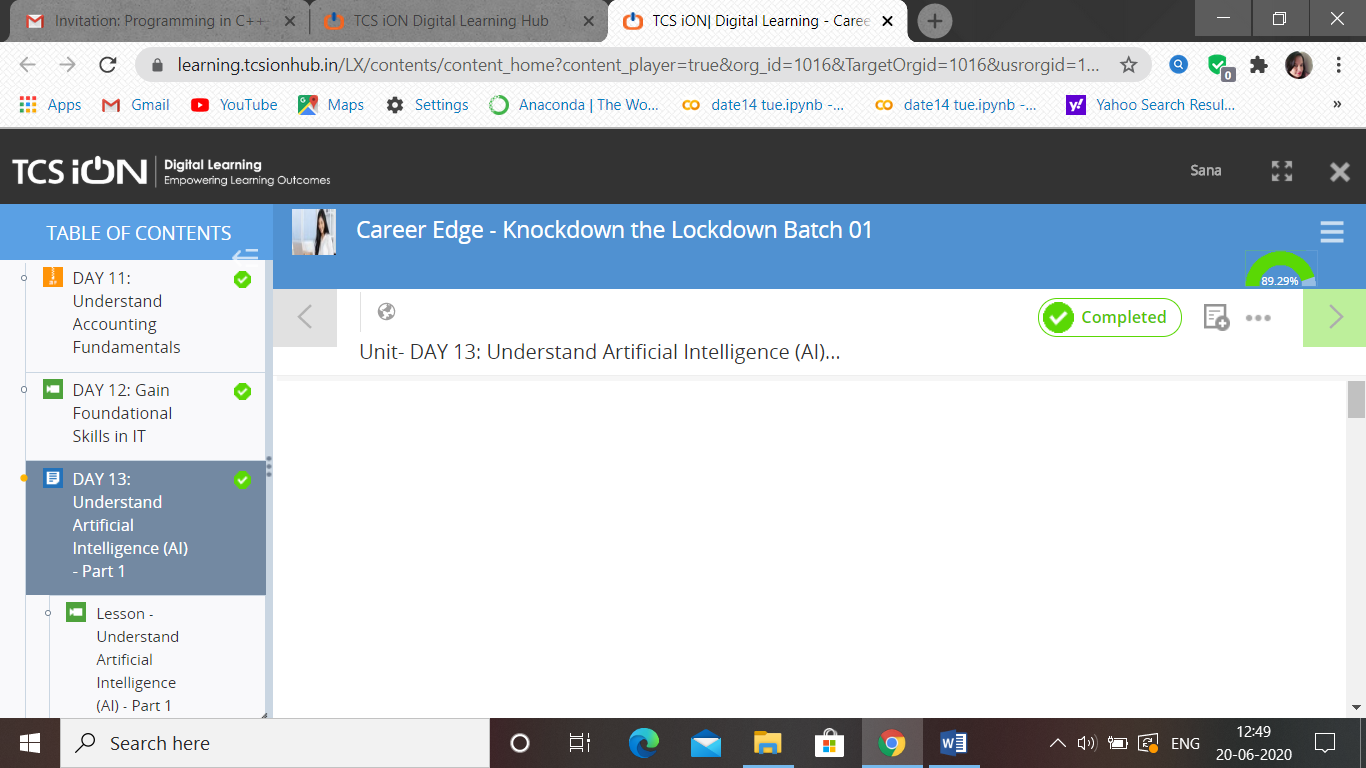 Invitation: Programming in C++
TCS iON Digital Learning Hub
TCS iON| Digital Learning - Caree
learning.tcsionhub.in/LX/contents/content_home?content_player=true&org_id=1016&TargetOrgid=1016&usrorgid=1...
0
Apps
Gmail
YouTube
Maps
Settings
Anaconda | The Wo...
date14 tue.ipynb -...
date14 tue.ipynb -...
Yahoo Search Resul...
»
TCS iON
Digital Learning
Empowering Learning Outcomes
Sana
TABLE OF CONTENTS
Career Edge - Knockdown the Lockdown Batch 01
89.29%
DAY 11:
Understand
Accounting
Fundamentals
DAY 12: Gain
Foundational
Skills in IT
DAY 13:
Understand
Artificial
Intelligence (AI)
- Part 1
Lesson -
Understand
Artificial
Intelligence
(AI) - Part 1
Completed
Unit- DAY 13: Understand Artificial Intelligence (AI)...
Search here
ENG
12:49
20-06-2020